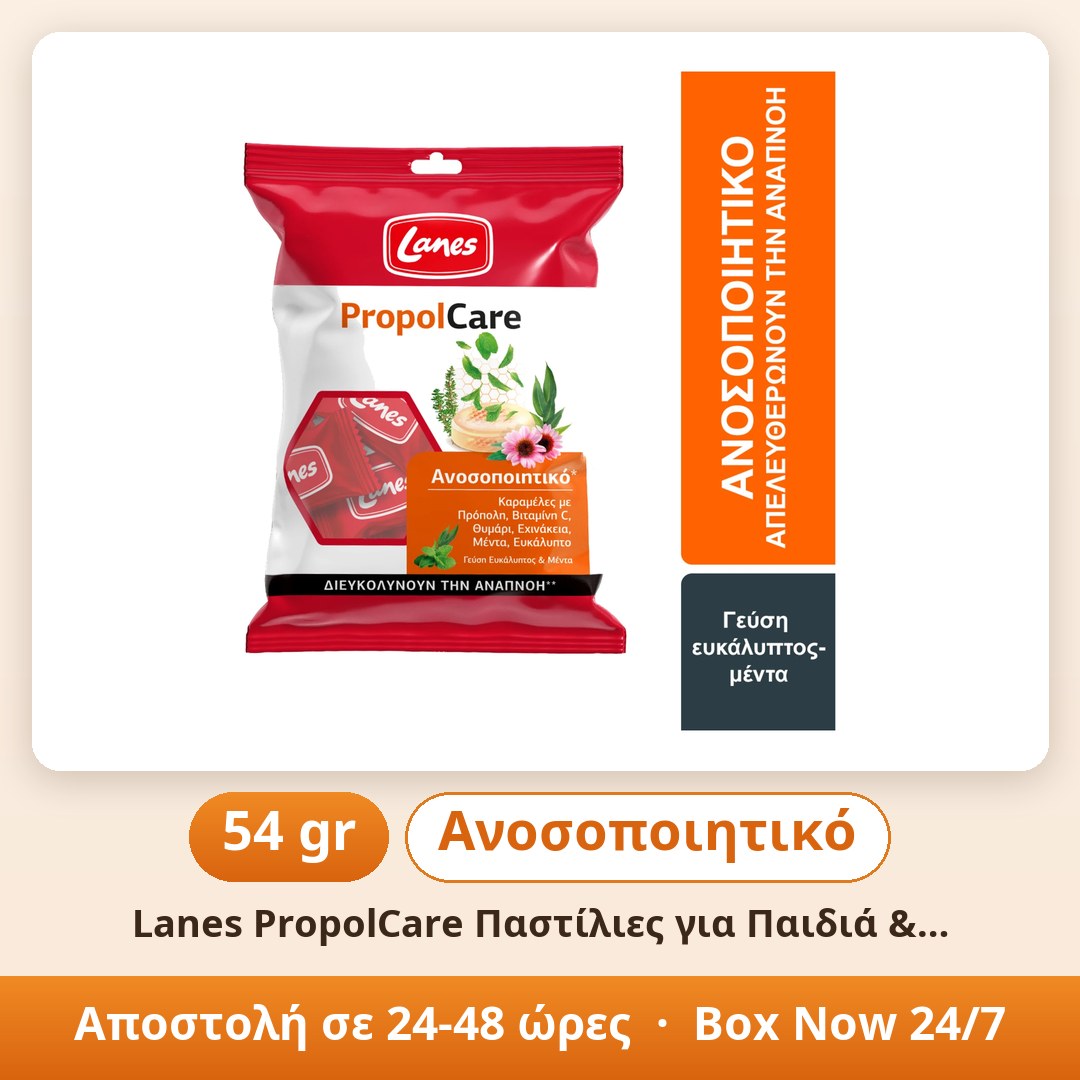 Lanes
PropolCare
Lanes
Lanes
Lanes
Ανοσοποιητικό*
Καραμέλες με
Πρόπολη, Βιταμίνη C,
Θυμάρι, Εχινάκεια,
Μέντα, Ευκάλυπτο
Γεύση Ευκάλυπτος & Μέντα
ΔΙΕΥΚΟΛΥΝΟΥΝ ΤΗΝ ΑΝΑΠΝΟΗ**
ΑΝΟΣΟΠΟΙΗΤΙΚΟ
ΑΠΕΛΕΥΘΕΡΩΝΟΥΝ ΤΗΝ ΑΝΑΠΝΟΗ
Γεύση
ευκάλυπτος-
μέντα
54 gr
Ανοσοποιητικό
Lanes PropolCare Παστίλιες για Παιδιά &...
Αποστολή σε 24-48 ώρες · Box Now 24/7